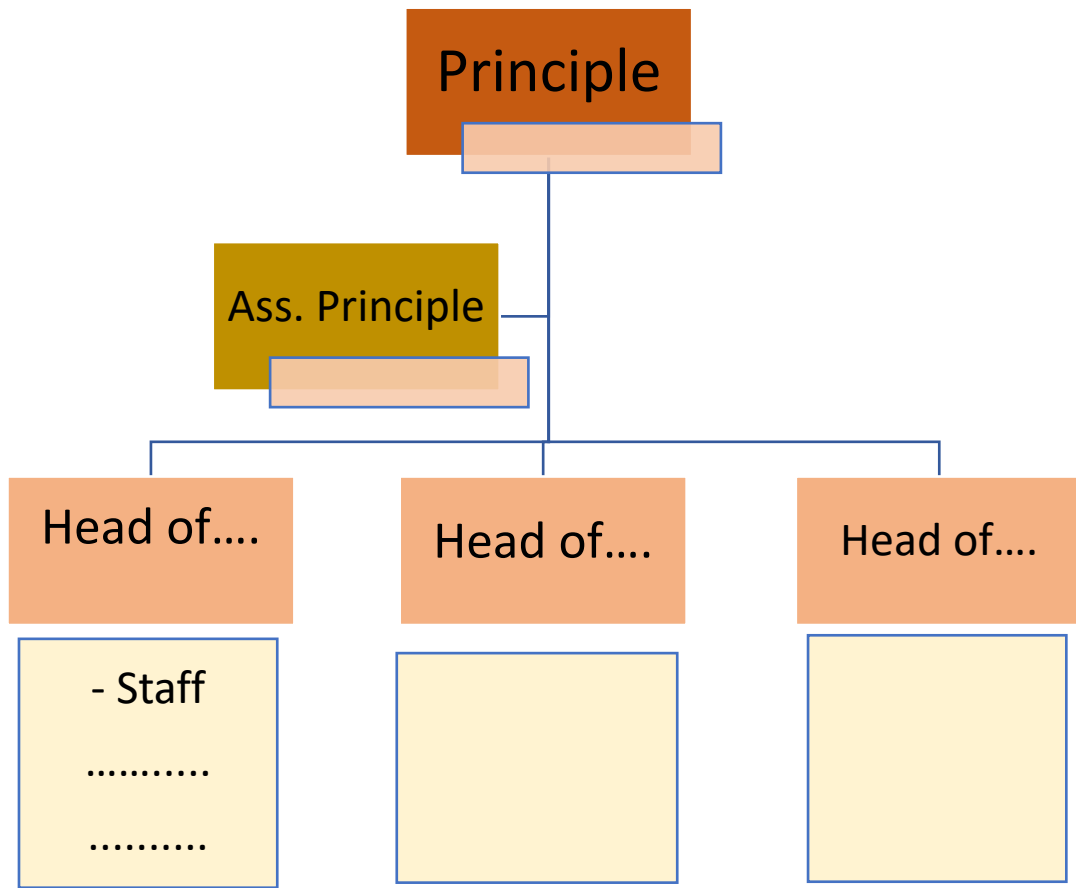 Principle
Ass. Principle
Head of....
Head of....
Head of....
- Staff
...........
..........